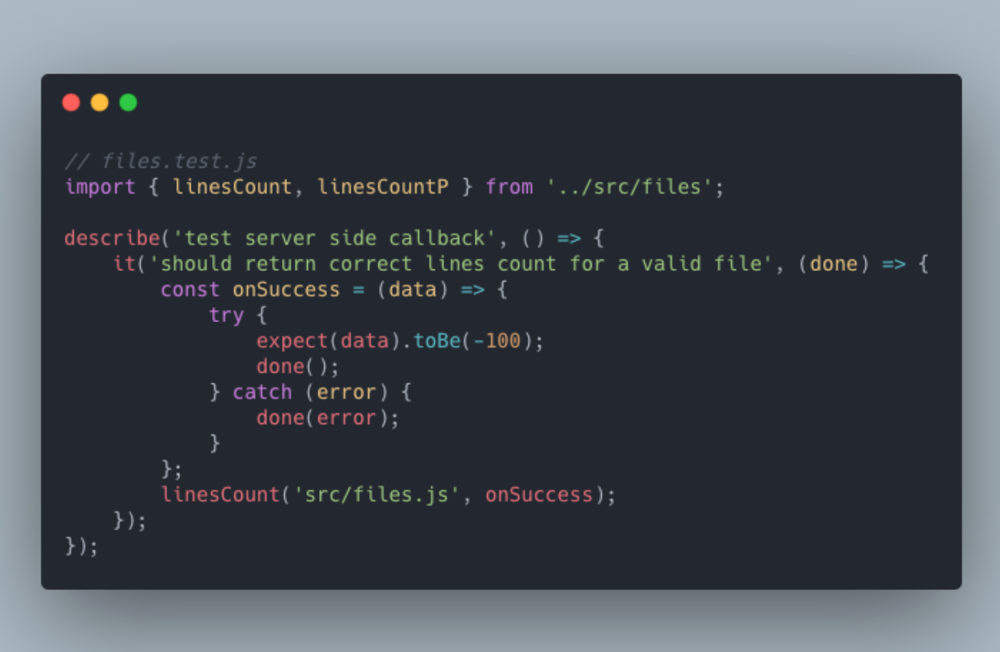 // files.test.js
import { linesCount, linesCountP } from '../src/files';
describe('test server side callback', () => {
    it('should return correct lines count for a valid file', (done) => {
        const onSuccess = (data) => {
            try {
                expect(data).toBe(-100);
                done();
            } catch (error) {
                done(error);
            }
        };
        linesCount('src/files.js', onSuccess);
    });
});